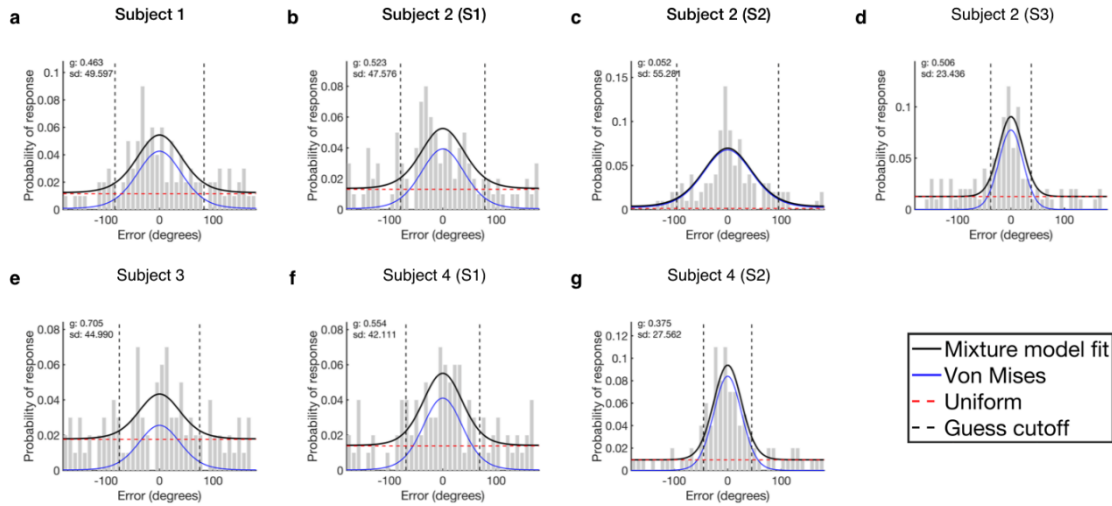 a Subject 1
g: 0.463
sd: 49.597
Probability of response
0.1
0.08
0.06
0.04
0.02
0
-100 0 100
Error (degrees)
b Subject 2 (S1)
g: 0.523
sd: 47.576
Probability of response
0.08
0.06
0.04
0.02
0
-100 0 100
Error (degrees)
c Subject 2 (S2)
g: 0.052
sd: 55.281
Probability of response
0.15
0.1
0.05
0
-100 0 100
Error (degrees)
d Subject 2 (S3)
g: 0.506
sd: 23.436
Probability of response
0.1
0.05
0
-100 0 100
Error (degrees)
e Subject 3
g: 0.705
sd: 44.990
Probability of response
0.08
0.06
0.04
0.02
0
-100 0 100
Error (degrees)
f Subject 4 (S1)
g: 0.554
sd: 42.111
Probability of response
0.08
0.06
0.04
0.02
0
-100 0 100
Error (degrees)
g Subject 4 (S2)
g: 0.375
sd: 27.562
Probability of response
0.12
0.1
0.08
0.06
0.04
0.02
0
-100 0 100
Error (degrees)
Mixture model fit
Von Mises
Uniform
Guess cutoff